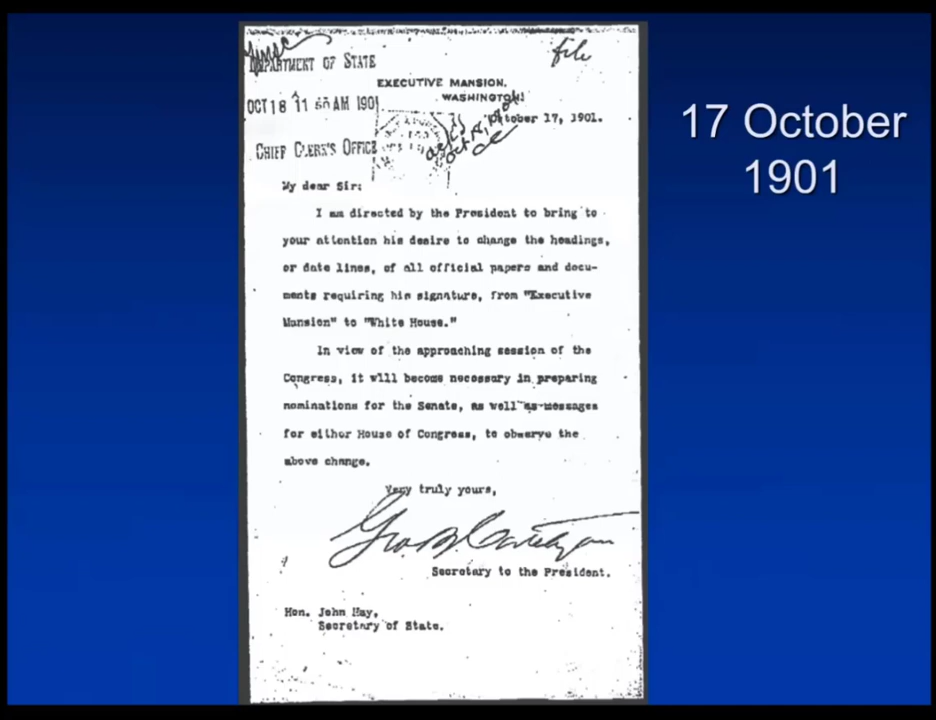 file
DEPARTMENT OF STATE
EXECUTIVE MANSION,
WASHINGTON.
OCT 18 11 55 AM 1901
October 17, 1901.
CHIEF CLERK'S OFFICE
17 October
1901
My dear Sir:
I am directed by the President to bring to
your attention his desire to change the headings,
or date lines, of all official papers and docu-
ments requiring his signature, from "Executive
Mansion" to "White House."
In view of the approaching session of the
Congress, it will become necessary in preparing
nominations for the Senate, as well as messages
for either House of Congress, to observe the
above change.
Very truly yours,
Geo. B. Cortelyou
Secretary to the President.
Hon. John Hay,
Secretary of State.